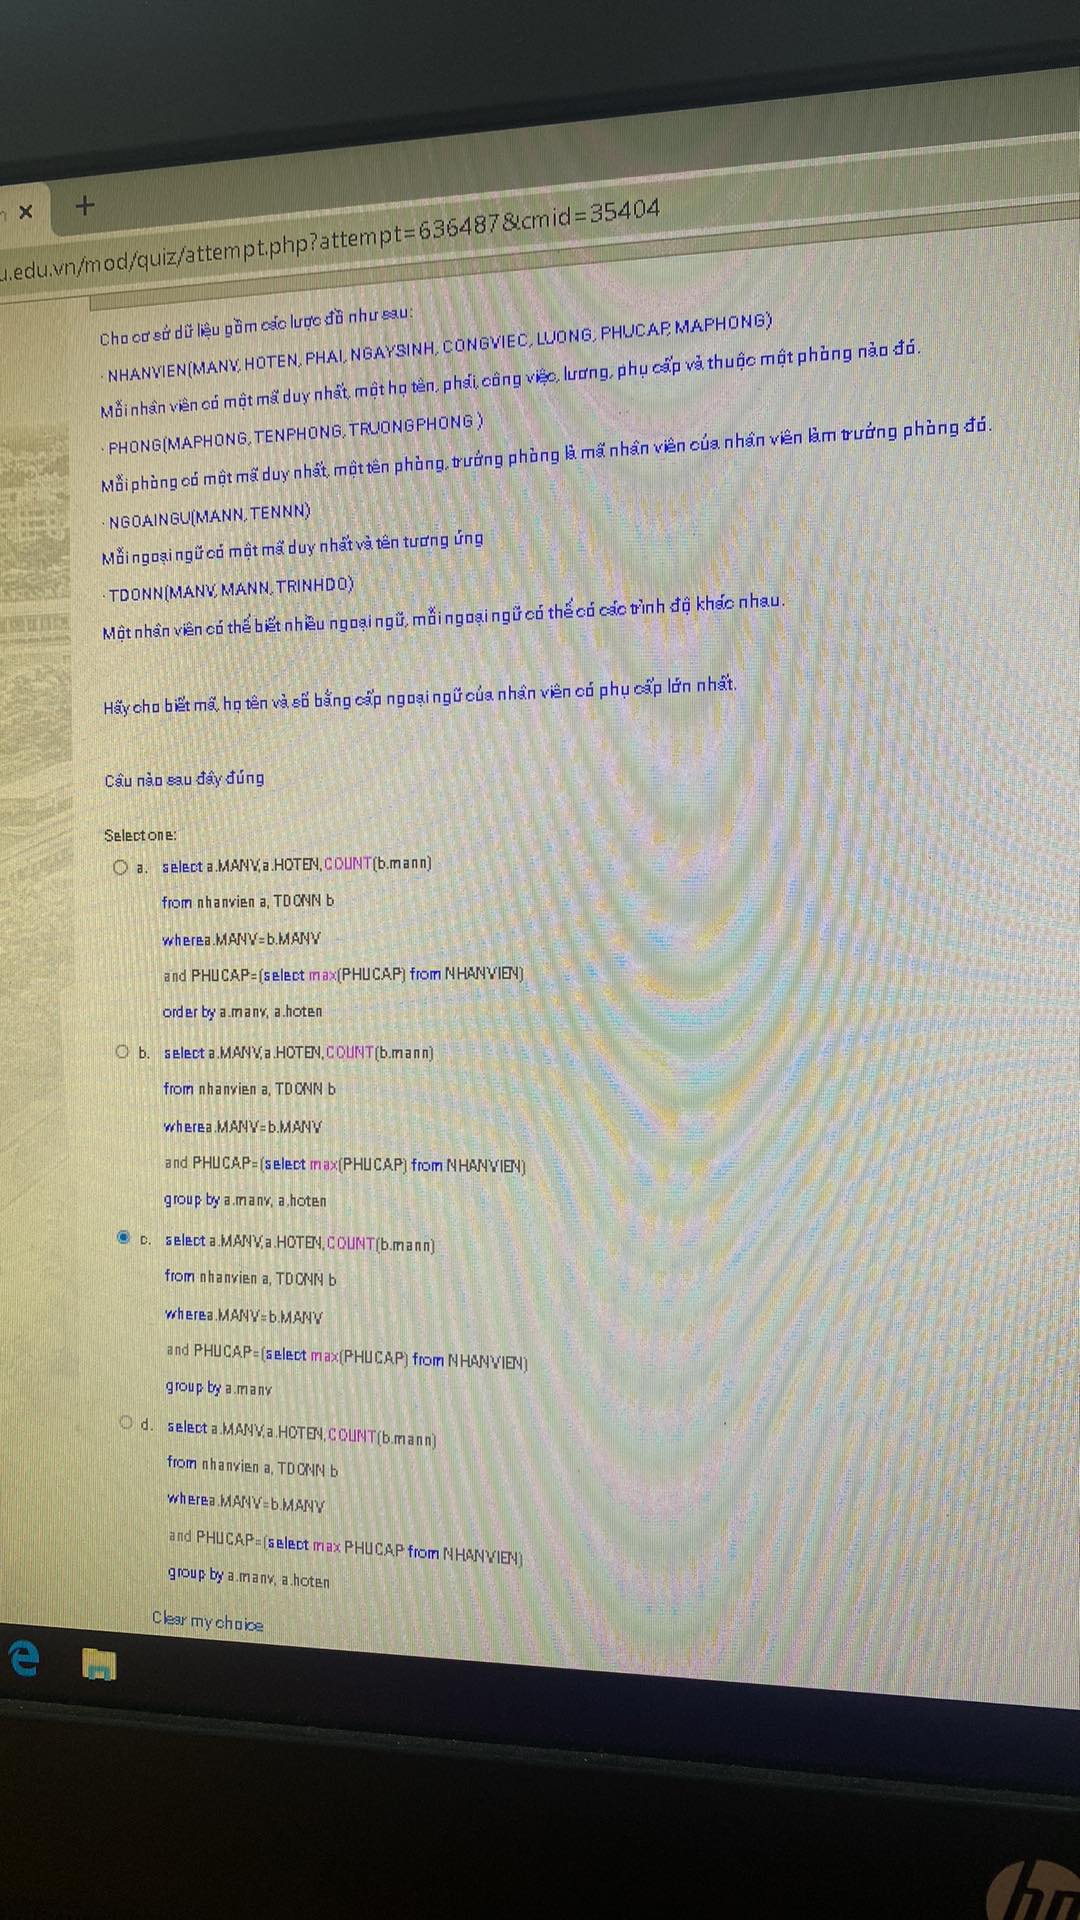 +
u.edu.vn/mod/quiz/attempt.php?attempt=636487&cmid=35404
Cho cơ sở dữ liệu gồm các lược đồ như sau:
· NHANVIEN(MANV, HOTEN, PHAI, NGAYSINH, CONGVIEC, LUONG, PHUCAP, MAPHONG)
Mỗi nhân viên có một mã duy nhất, một họ tên, phái, công việc, lương, phụ cấp và thuộc một phòng nào đó.
· PHONG(MAPHONG, TENPHONG, TRUONGPHONG )
Mỗi phòng có một mã duy nhất, một tên phòng, trưởng phòng là mã nhân viên của nhân viên làm trưởng phòng đó.
· NGOAINGU(MANN, TENNN)
Mỗi ngoại ngữ có một mã duy nhất và tên tương ứng
· TDONN(MANV, MANN, TRINHDO)
Một nhân viên có thể biết nhiều ngoại ngữ, mỗi ngoại ngữ có thể có các trình độ khác nhau.
Hãy cho biết mã, họ tên và số bằng cấp ngoại ngữ của nhân viên có phụ cấp lớn nhất.
Câu nào sau đây đúng
Select one:
a. select a.MANV,a.HOTEN,COUNT(b.mann)
from nhanvien a, TDONN b
where a.MANV=b.MANV
and PHUCAP=(select max(PHUCAP) from NHANVIEN)
order by a.manv, a.hoten
b. select a.MANV,a.HOTEN,COUNT(b.mann)
from nhanvien a, TDONN b
where a.MANV=b.MANV
and PHUCAP=(select max(PHUCAP) from NHANVIEN)
group by a.manv, a.hoten
c. select a.MANV,a.HOTEN,COUNT(b.mann)
from nhanvien a, TDONN b
where a.MANV=b.MANV
and PHUCAP=(select max(PHUCAP) from NHANVIEN)
group by a.manv
d. select a.MANV,a.HOTEN,COUNT(b.mann)
from nhanvien a, TDONN b
where a.MANV=b.MANV
and PHUCAP=(select max PHUCAP from NHANVIEN)
group by a.manv, a.hoten
Clear my choice
hp